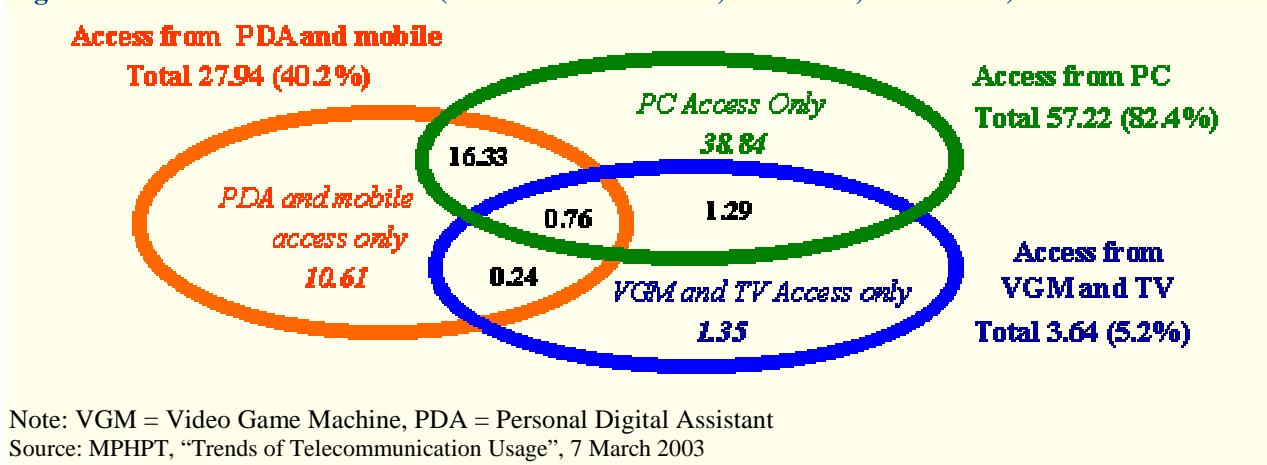 Access from PDA and mobile
Total 27.94 (40.2%)
Access from PC
Total 57.22 (82.4%)
PC Access Only
38.84
16.33
PDA and mobile
access only
10.61
0.76
1.29
0.24
VGM and TV Access only
1.35
Access from
VGM and TV
Total 3.64 (5.2%)
Note: VGM = Video Game Machine, PDA = Personal Digital Assistant
Source: MPHPT, “Trends of Telecommunication Usage”, 7 March 2003